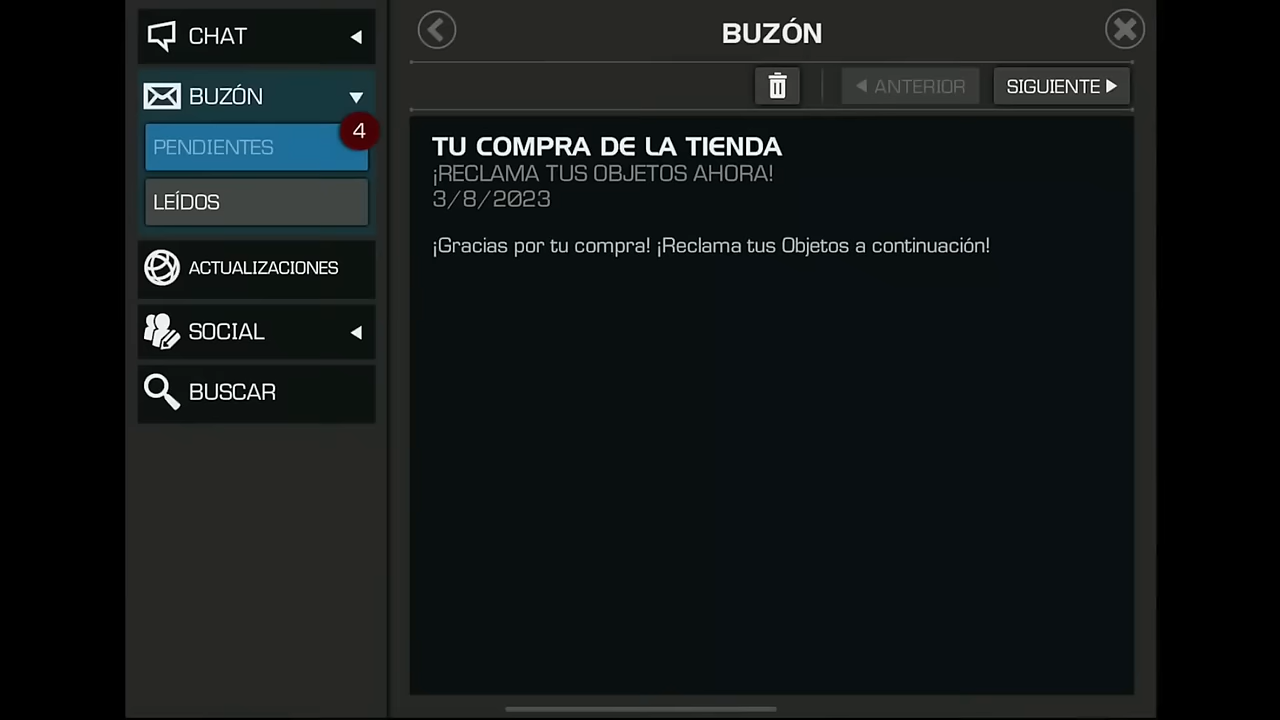 CHAT
BUZÓN
PENDIENTES
4
LEÍDOS
ACTUALIZACIONES
SOCIAL
BUSCAR
BUZÓN
ANTERIOR
SIGUIENTE
TU COMPRA DE LA TIENDA
¡RECLAMA TUS OBJETOS AHORA!
3/8/2023
¡Gracias por tu compra! ¡Reclama tus Objetos a continuación!